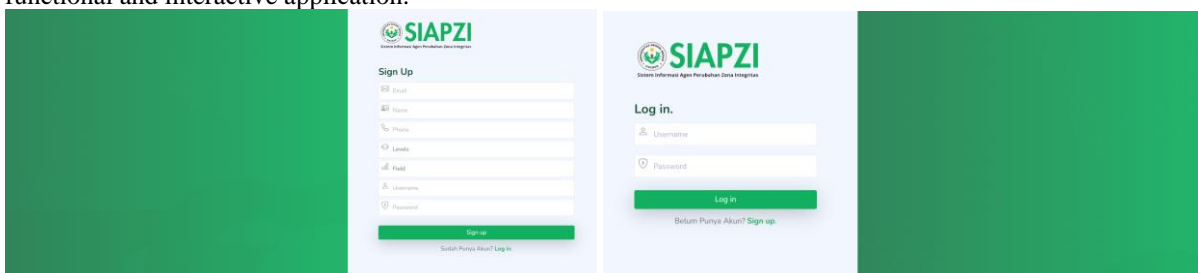 functional and interactive application.
SIAPZI
Sistem Informasi Agen Perubahan Zona Integritas
Sign Up
Email
Name
Phone
Levels
Field
Username
Password
Sign up
Sudah Punya Akun? Log in.
SIAPZI
Sistem Informasi Agen Perubahan Zona Integritas
Log in.
Username
Password
Log in
Belum Punya Akun? Sign up.